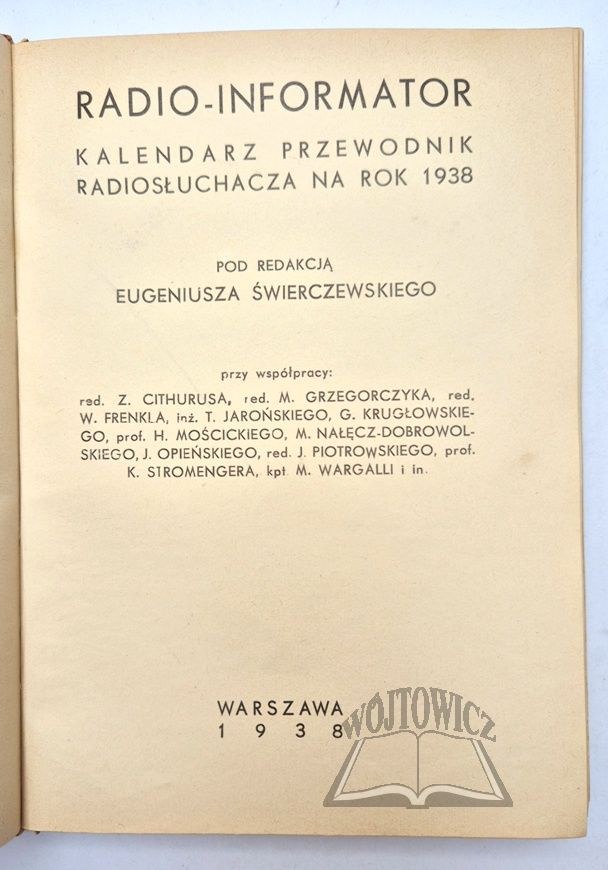 RADIO-INFORMATOR
KALENDARZ PRZEWODNIK
RADIOSŁUCHACZA NA ROK 1938
POD REDAKCJĄ
EUGENIUSZA ŚWIERCZEWSKIEGO
przy współpracy:
red. Z. CITHURUSA, red. M. GRZEGORCZYKA, red.
W. FRENKLA, inż. T. JAROŃSKIEGO, G. KRUGŁOWSKIE-
GO, prof. H. MOŚCICKIEGO, M. NAŁĘCZ-DOBROWOL-
SKIEGO, J. OPIEŃSKIEGO, red. J. PIOTROWSKIEGO, prof.
K. STROMENGERA, kpt. M. WARGALLI i in.
WARSZAWA
1938
WÓJTOWICZ